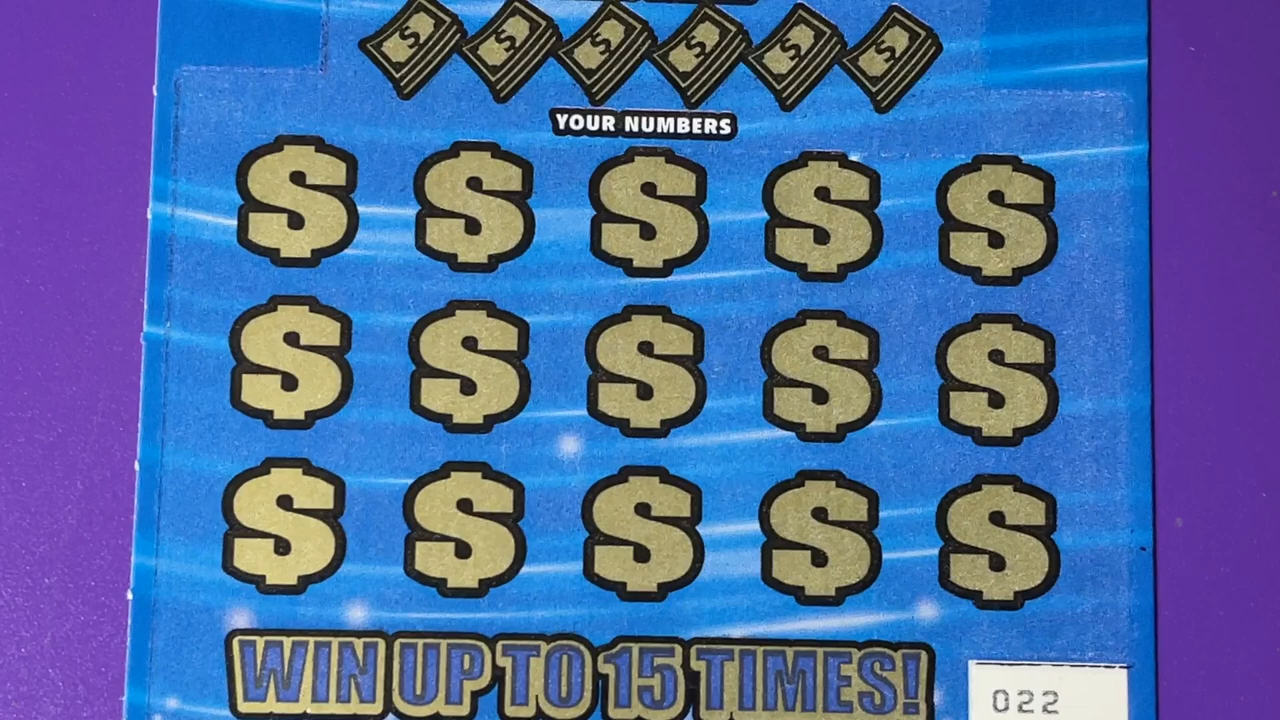 $ $ $ $ $ $
YOUR NUMBERS
$ $ $ $ $
$ $ $ $ $
$ $ $ $ $
WIN UP TO 15 TIMES!
022